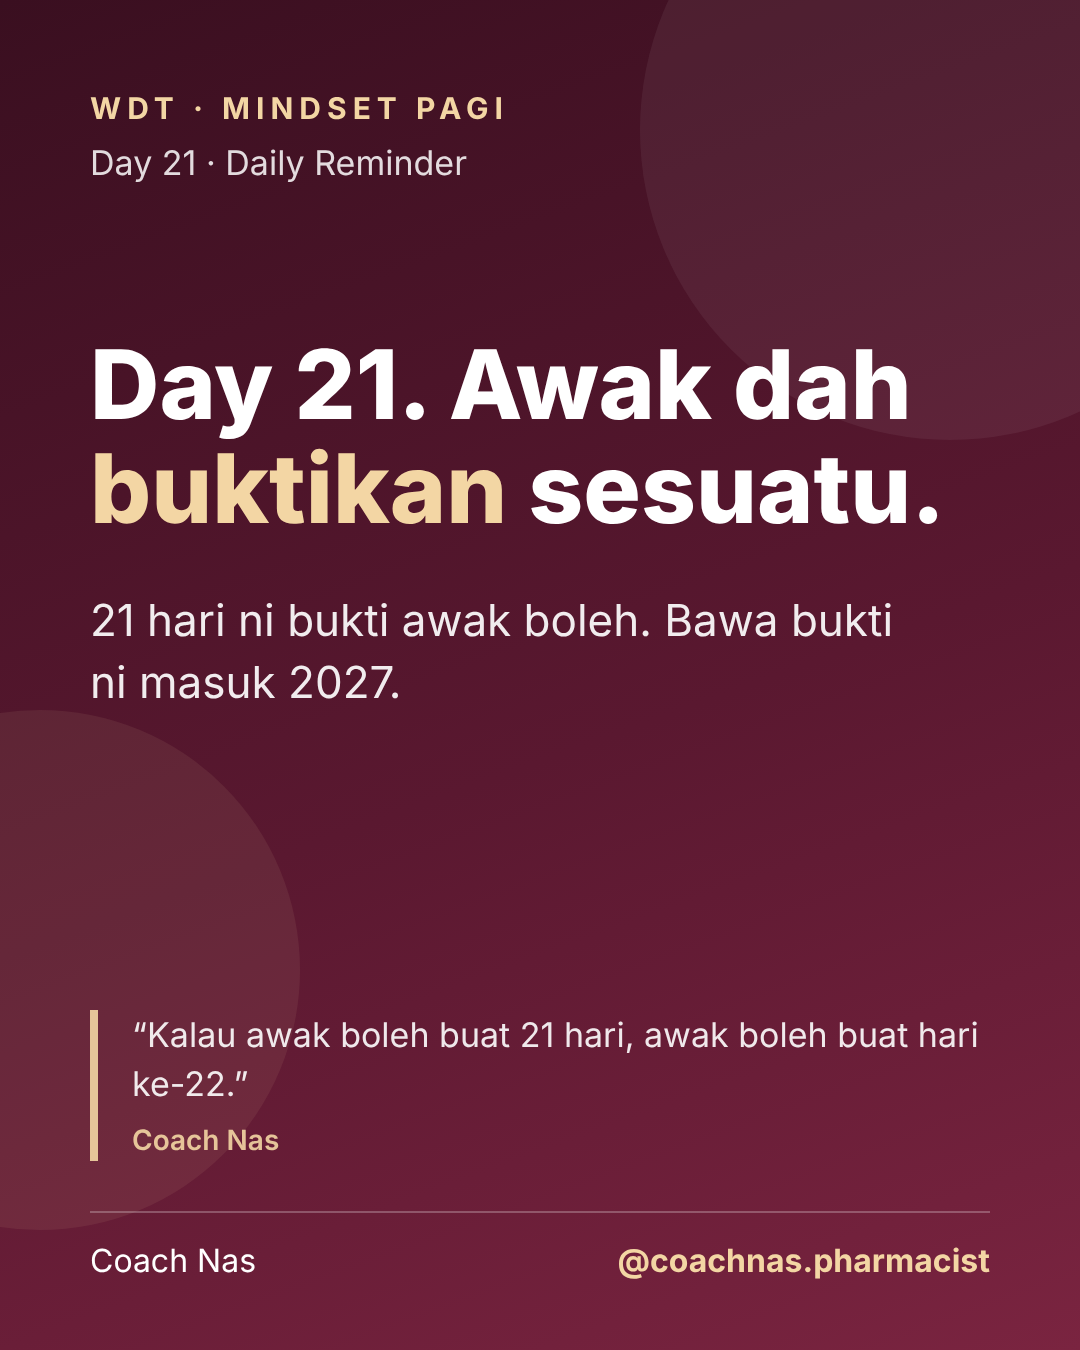 WDT · MINDSET PAGI
Day 21 · Daily Reminder
Day 21. Awak dah
buktikan sesuatu.
21 hari ni bukti awak boleh. Bawa bukti
ni masuk 2027.
“Kalau awak boleh buat 21 hari, awak boleh buat hari
ke-22.”
Coach Nas
Coach Nas
@coachnas.pharmacist